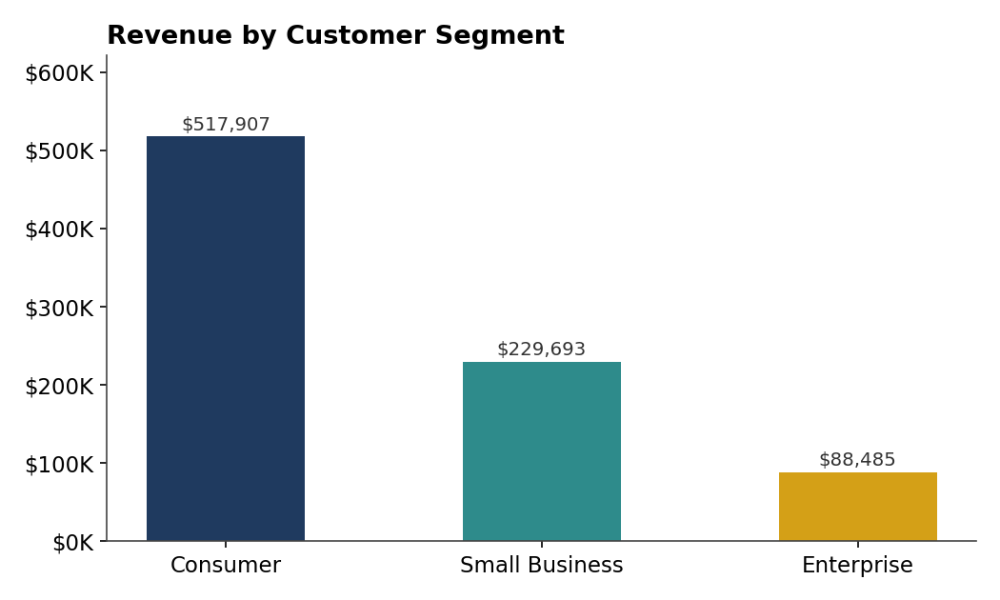 Revenue by Customer Segment
$600K
$500K
$400K
$300K
$200K
$100K
$0K
$517,907
$229,693
$88,485
Consumer
Small Business
Enterprise